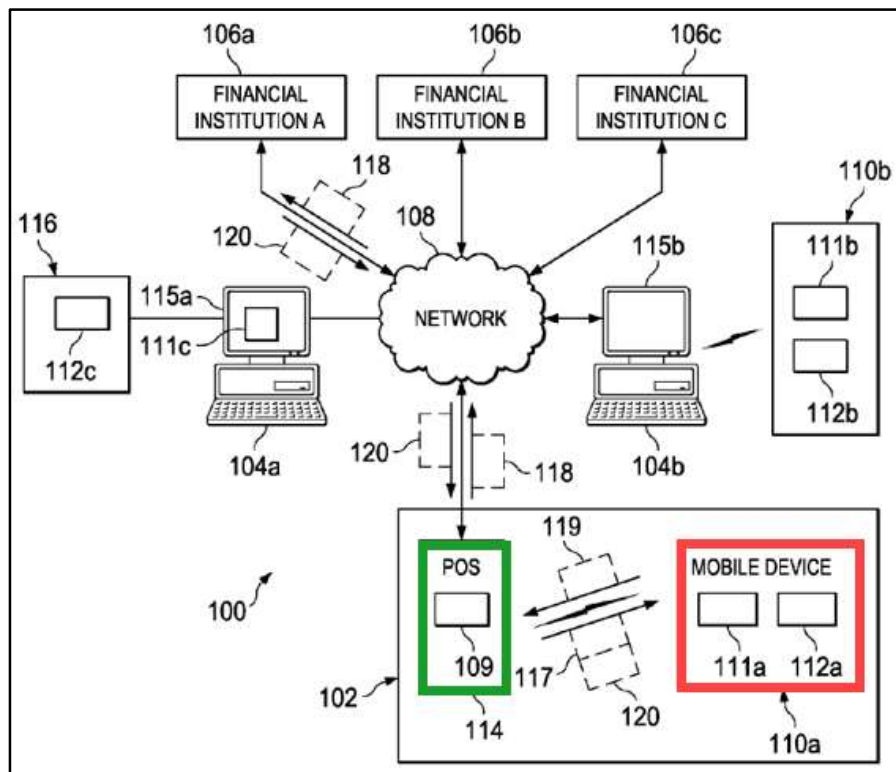 106a
106b
106c
FINANCIAL
INSTITUTION A
FINANCIAL
INSTITUTION B
FINANCIAL
INSTITUTION C
118
110b
116
120
108
115b
111b
115a
NETWORK
112c
111c
112b
104a
120
118
104b
119
POS
MOBILE DEVICE
100
109
111a
112a
117
102
114
120
110a